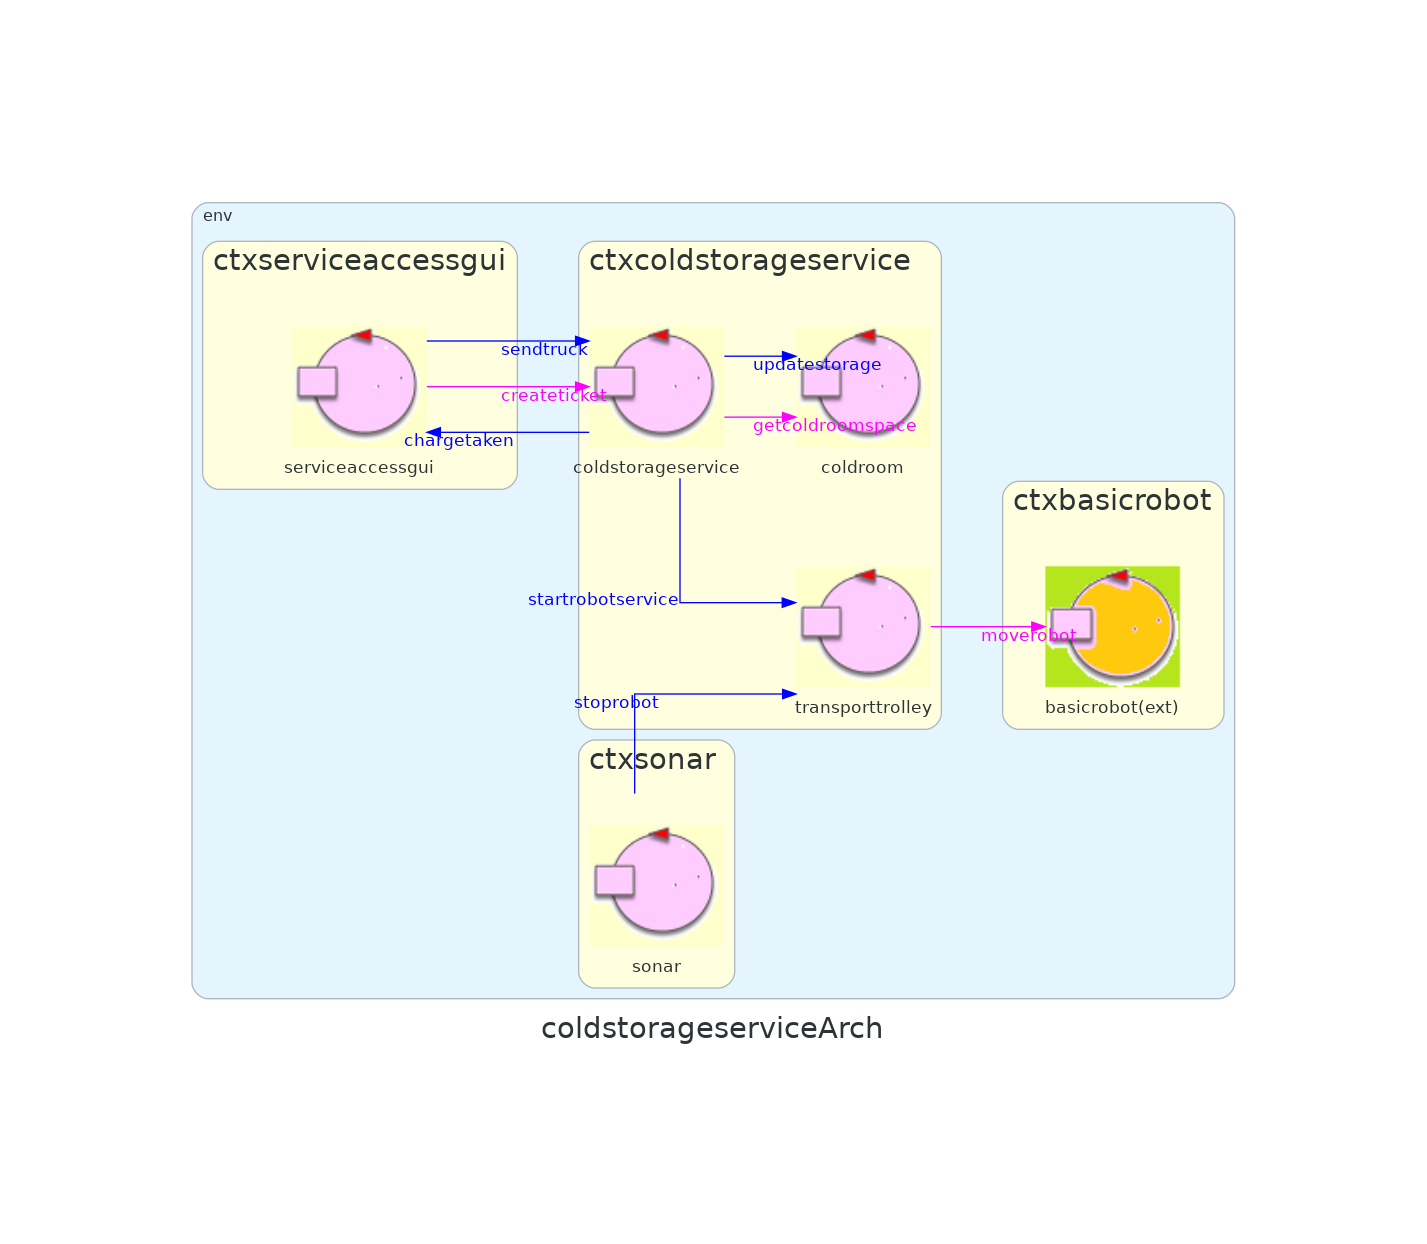 env
ctxserviceaccessgui
ctxcoldstorageservice
sendtruck
updatestorage
createticket
getcoldroomspace
chargetaken
serviceaccessgui
coldstorageservice
coldroom
ctxbasicrobot
startrobotservice
moverobot
stoprobot
transporttrolley
basicrobot(ext)
ctxsonar
sonar
coldstorageserviceArch